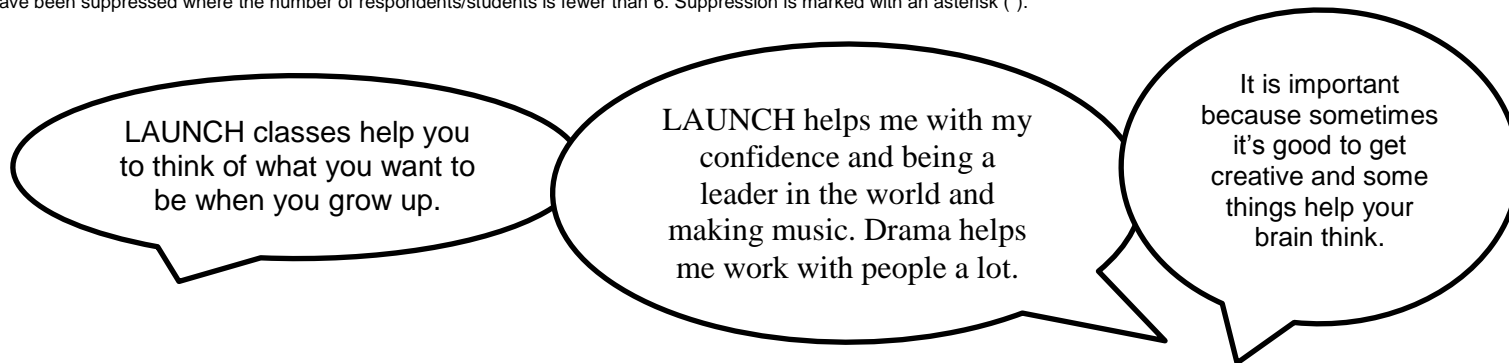 have been suppressed where the number of respondents/students is fewer than 6. Suppression is marked with an asterisk (*).
LAUNCH classes help you
to think of what you want to
be when you grow up.
LAUNCH helps me with my
confidence and being a
leader in the world and
making music. Drama helps
me work with people a lot.
It is important
because sometimes
it’s good to get
creative and some
things help your
brain think.